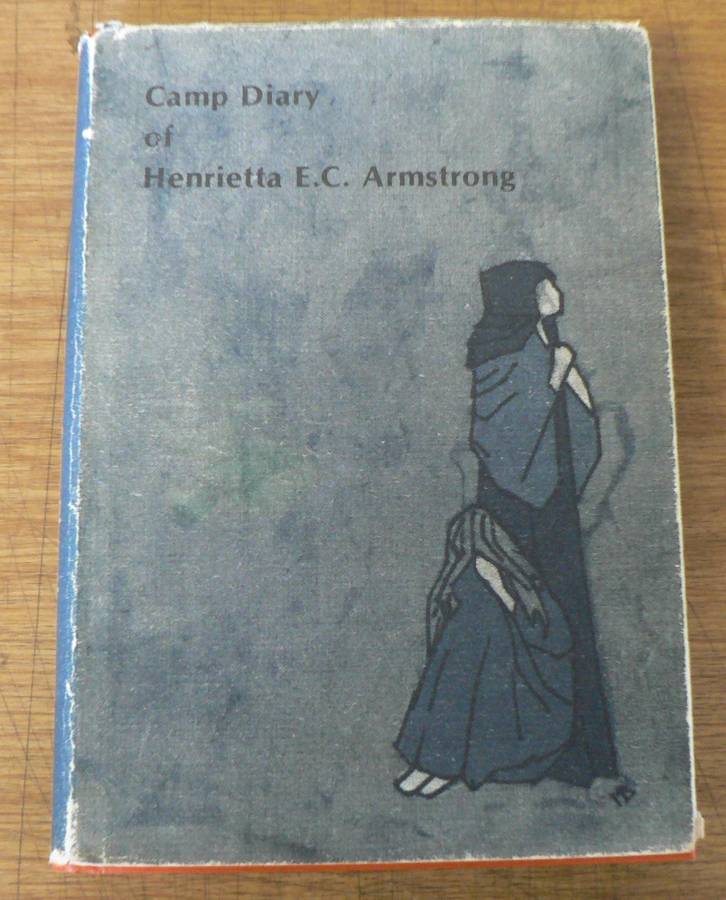 Camp Diary
of
Henrietta E.C. Armstrong